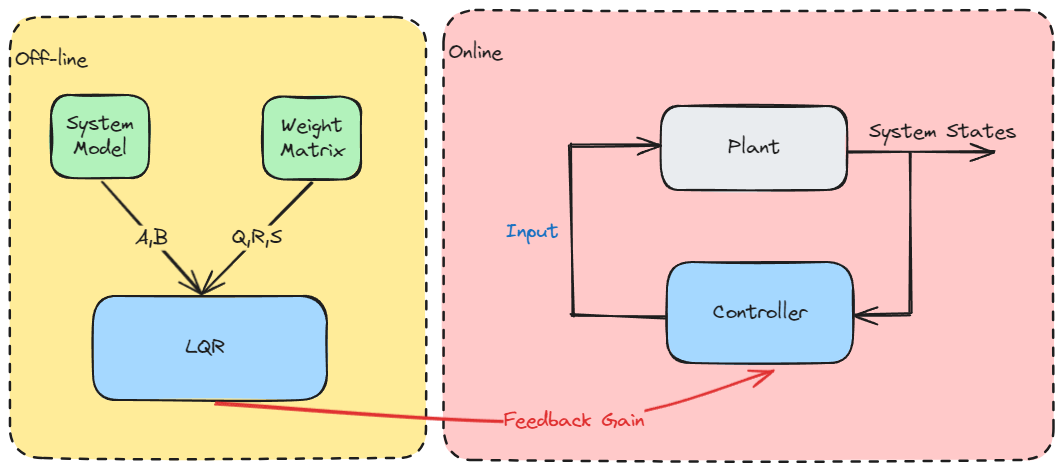 Off-line
System
Model
Weight
Matrix
A,B
Q,R,S
LQR
Online
Plant
System States
Input
Controller
Feedback Gain